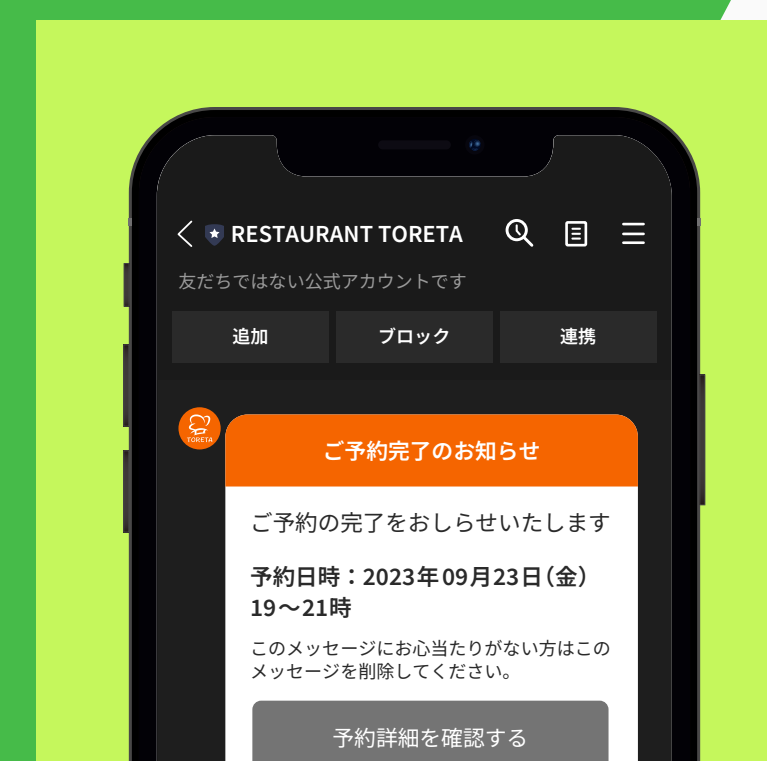 RESTAURANT TORETA
友だちではない公式アカウントです
追加 ブロック 連携
TORETA
ご予約完了のお知らせ
ご予約の完了をおしらせいたします
予約日時：2023年09月23日(金)
19〜21時
このメッセージにお心当たりがない方はこの
メッセージを削除してください。
予約詳細を確認する